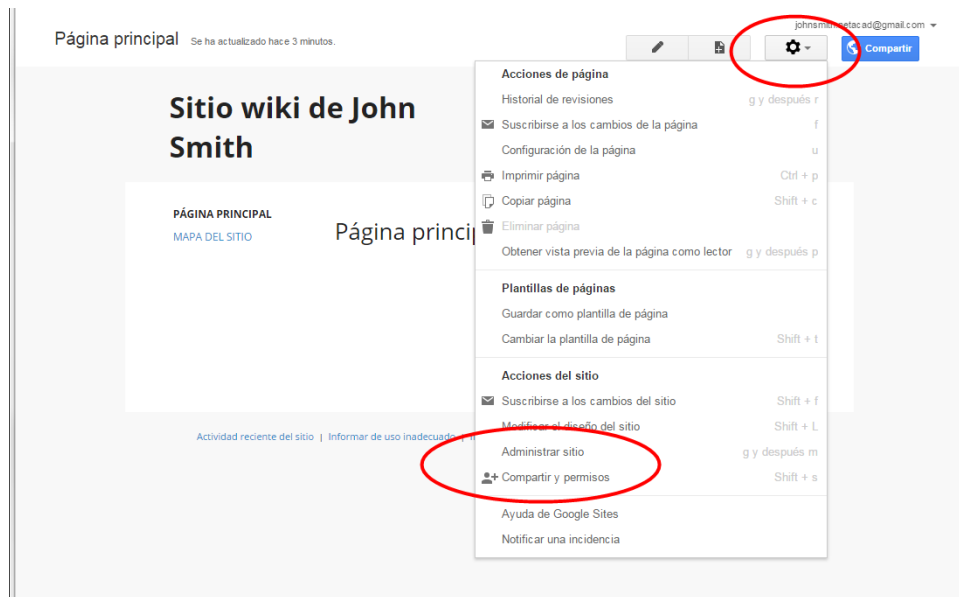 johnsmith.netacad@gmail.com
Página principal Se ha actualizado hace 3 minutos.
Compartir
Sitio wiki de John
Smith
PÁGINA PRINCIPAL
MAPA DEL SITIO
Página princip
Actividad reciente del sitio | Informar de uso inadecuado |
Acciones de página
Historial de revisiones g y después r
Suscribirse a los cambios de la página f
Configuración de la página u
Imprimir página Ctrl + p
Copiar página Shift + c
Eliminar página
Obtener vista previa de la página como lector g y después p
Plantillas de páginas
Guardar como plantilla de página
Cambiar la plantilla de página Shift + t
Acciones del sitio
Suscribirse a los cambios del sitio Shift + f
Modificar el diseño del sitio Shift + L
Administrar sitio g y después m
Compartir y permisos Shift + s
Ayuda de Google Sites
Notificar una incidencia